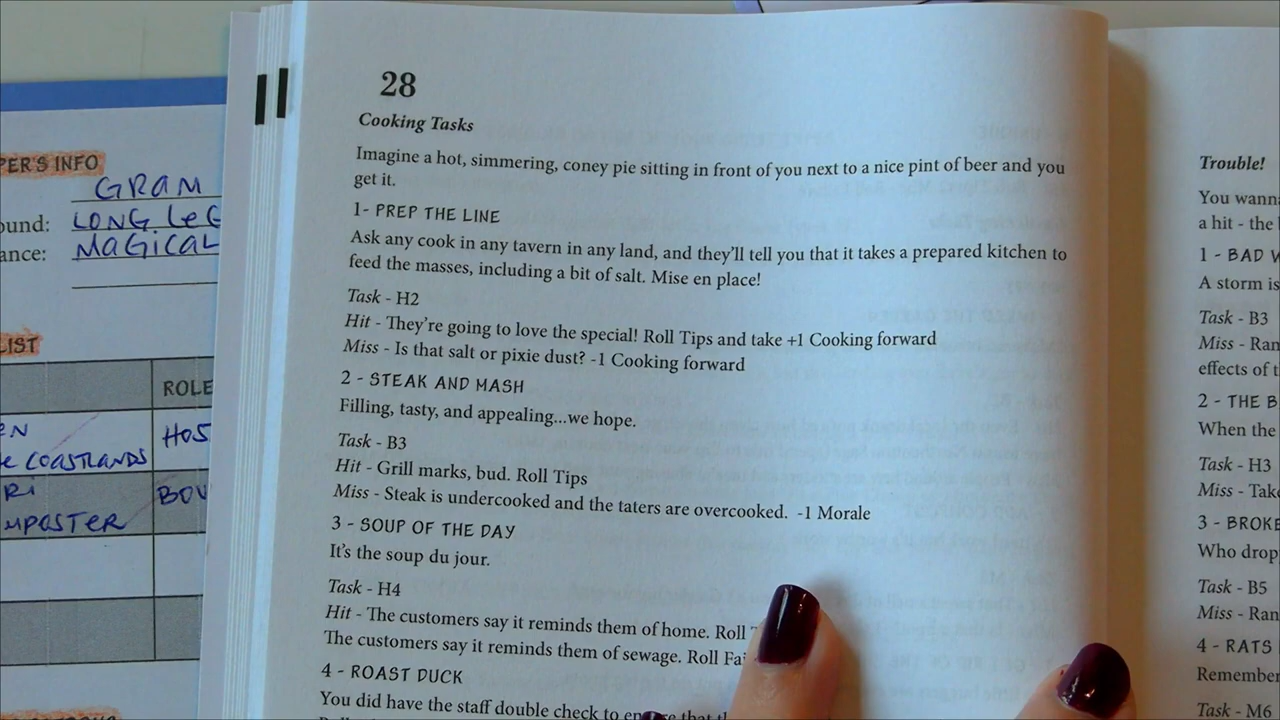 PER'S INFO
GRAM
ound: LONG LEG
ance: MAGICAL
LIST
ROLE
EN
HOS
COASTLANDS
RI
BOU
MPOSTER
28
Cooking Tasks
Imagine a hot, simmering, coney pie sitting in front of you next to a nice pint of beer and you
get it.
1- PREP THE LINE
Ask any cook in any tavern in any land, and they'll tell you that it takes a prepared kitchen to
feed the masses, including a bit of salt. Mise en place!
Task - H2
Hit - They're going to love the special! Roll Tips and take +1 Cooking forward
Miss - Is that salt or pixie dust? -1 Cooking forward
2 - STEAK AND MASH
Filling, tasty, and appealing...we hope.
Task - B3
Hit - Grill marks, bud. Roll Tips
Miss - Steak is undercooked and the taters are overcooked. -1 Morale
3 - SOUP OF THE DAY
It's the soup du jour.
Task - H4
Hit - The customers say it reminds them of home. Roll
The customers say it reminds them of sewage. Roll Fai
4 - ROAST DUCK
You did have the staff double check to
Trouble!
You wanna
a hit - the
1 - BAD W
A storm is
Task - B3
Miss - Ran
effects of t
2 - THE B
When the
Task - H3
Miss - Take
3 - BROKE
Who drop
Task - B5
Miss - Ran
4 - RATS
Remember
Task - M6